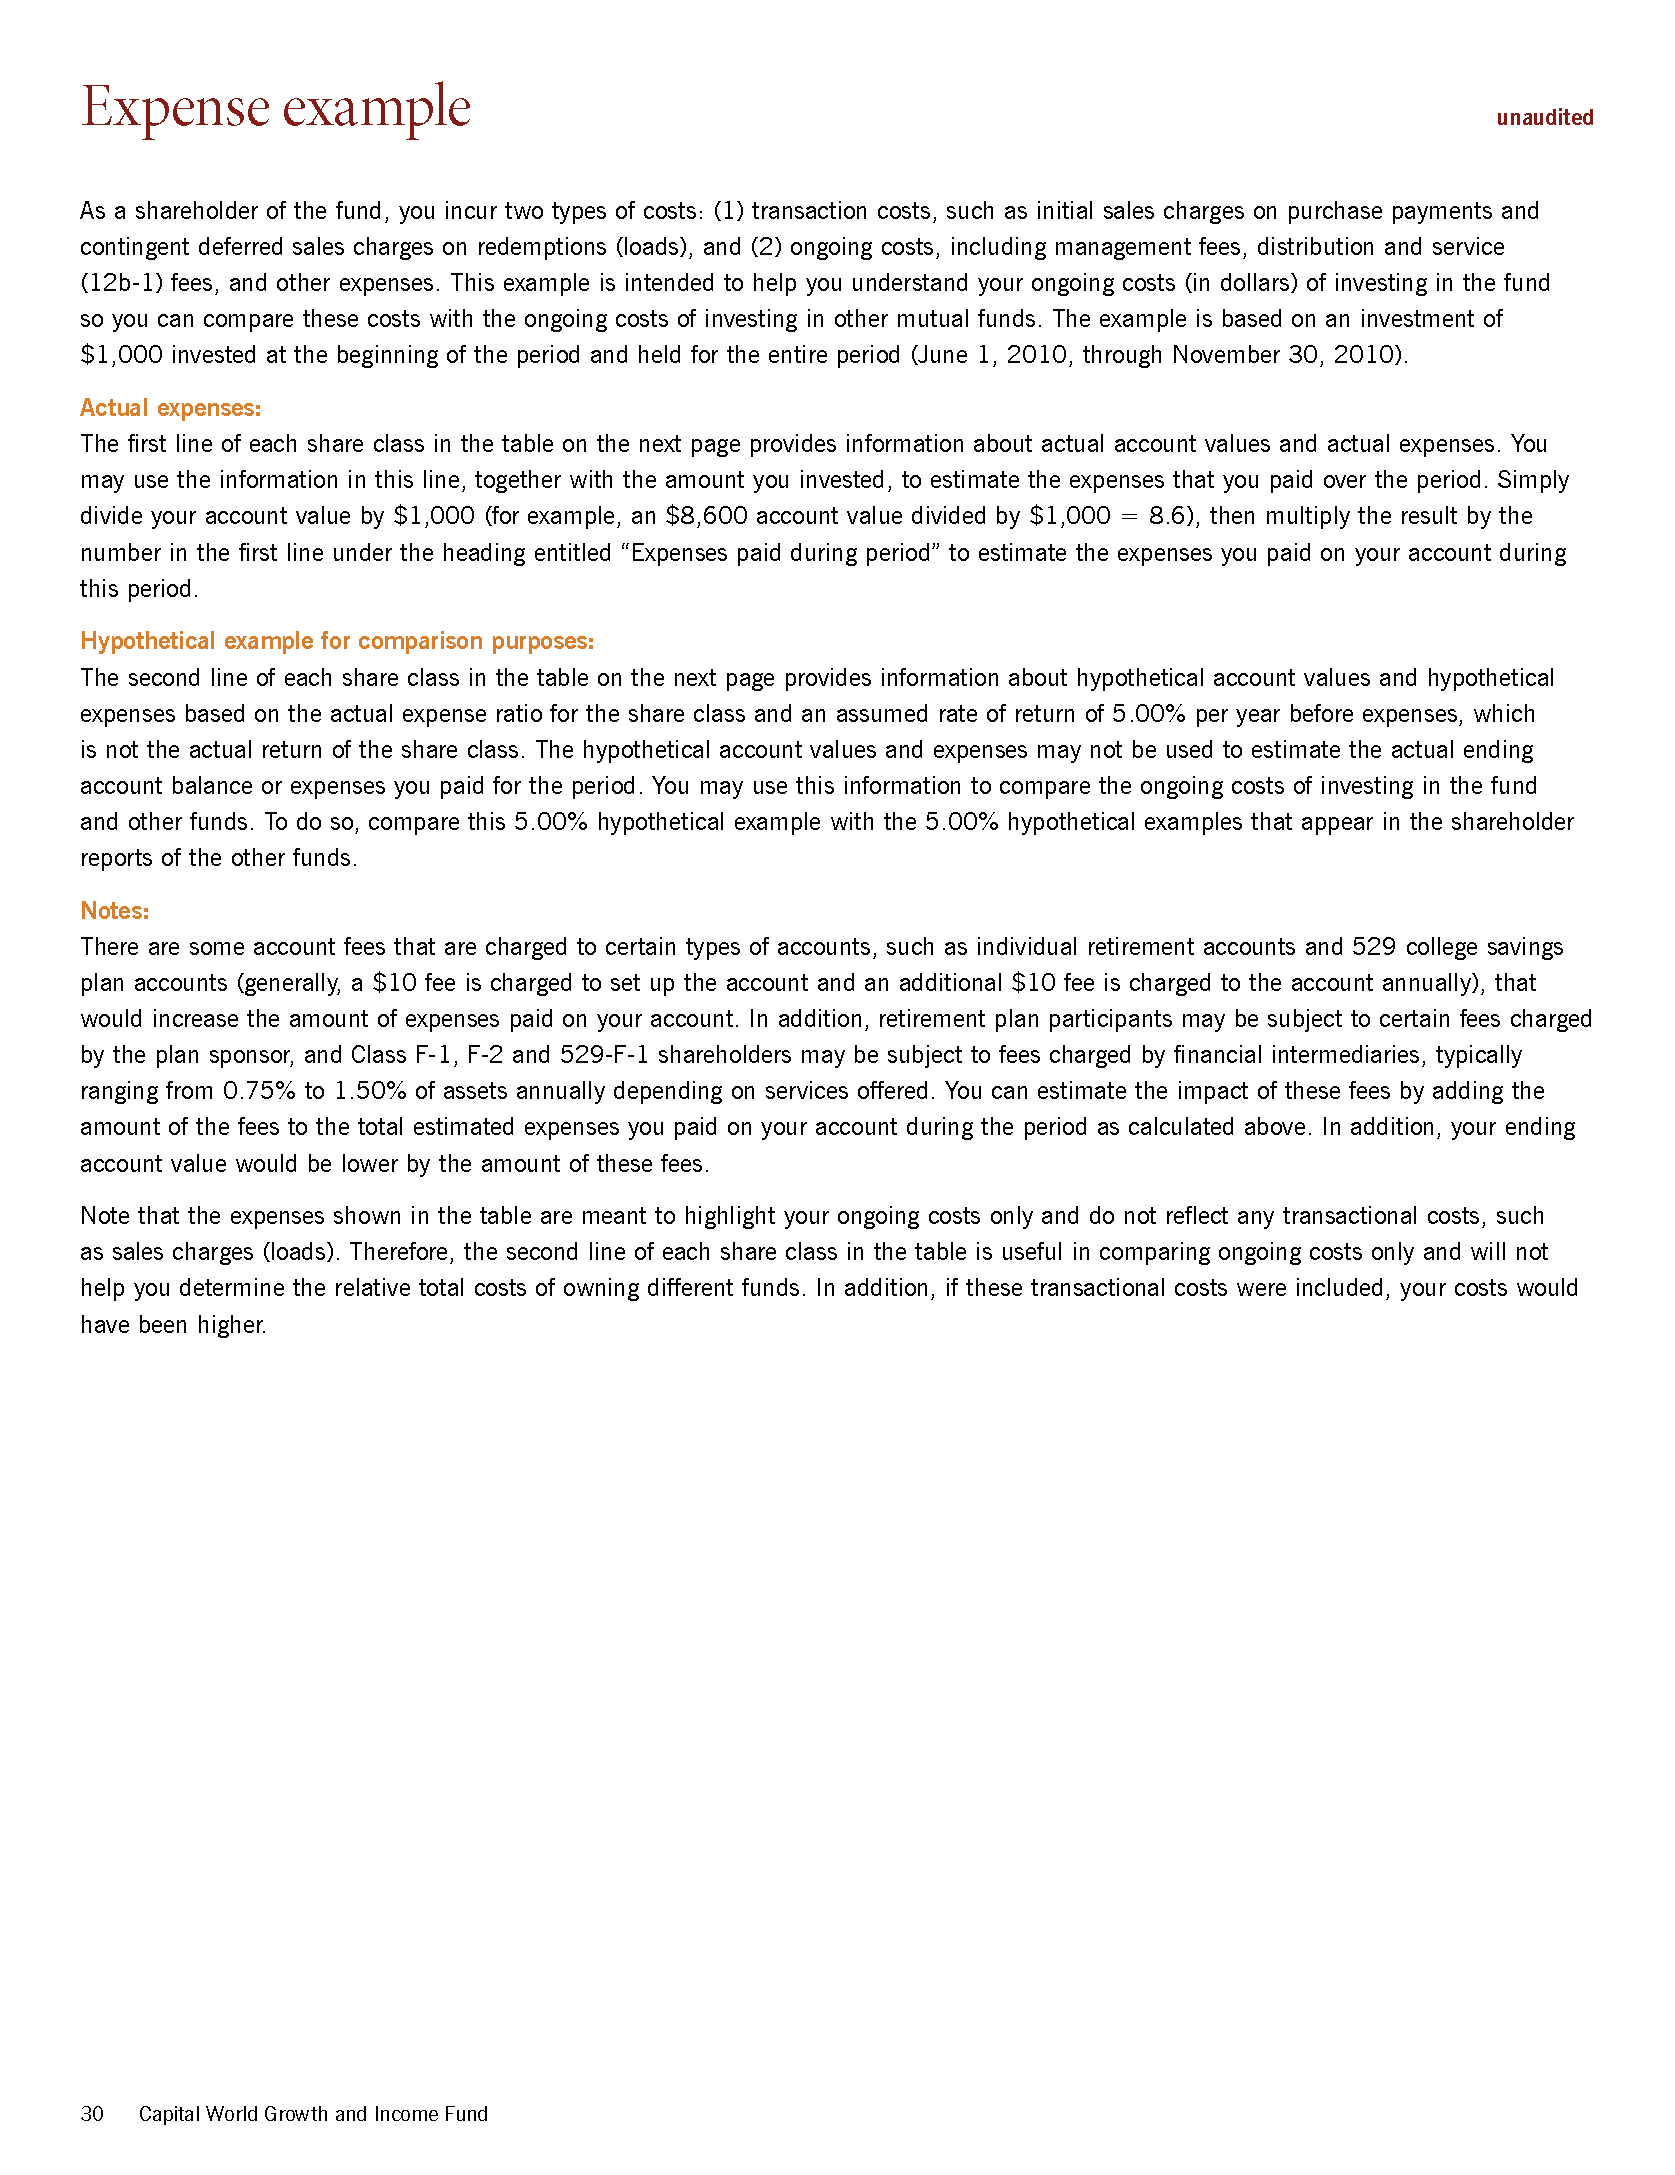 Expense example
unaudited
As a shareholder of the fund, you incur two types of costs: (1) transaction costs, such as initial sales charges on purchase payments and
contingent deferred sales charges on redemptions (loads), and (2) ongoing costs, including management fees, distribution and service
(12b-1) fees, and other expenses. This example is intended to help you understand your ongoing costs (in dollars) of investing in the fund
so you can compare these costs with the ongoing costs of investing in other mutual funds. The example is based on an investment of
$1,000 invested at the beginning of the period and held for the entire period (June 1, 2010, through November 30, 2010).
Actual expenses:
The first line of each share class in the table on the next page provides information about actual account values and actual expenses. You
may use the information in this line, together with the amount you invested, to estimate the expenses that you paid over the period. Simply
divide your account value by $1,000 (for example, an $8,600 account value divided by $1,000 = 8.6), then multiply the result by the
number in the first line under the heading entitled “Expenses paid during period” to estimate the expenses you paid on your account during
this period.
Hypothetical example for comparison purposes:
The second line of each share class in the table on the next page provides information about hypothetical account values and hypothetical
expenses based on the actual expense ratio for the share class and an assumed rate of return of 5.00% per year before expenses, which
is not the actual return of the share class. The hypothetical account values and expenses may not be used to estimate the actual ending
account balance or expenses you paid for the period. You may use this information to compare the ongoing costs of investing in the fund
and other funds. To do so, compare this 5.00% hypothetical example with the 5.00% hypothetical examples that appear in the shareholder
reports of the other funds.
Notes:
There are some account fees that are charged to certain types of accounts, such as individual retirement accounts and 529 college savings
plan accounts (generally, a $10 fee is charged to set up the account and an additional $10 fee is charged to the account annually), that
would increase the amount of expenses paid on your account. In addition, retirement plan participants may be subject to certain fees charged
by the plan sponsor, and Class F-1, F-2 and 529-F-1 shareholders may be subject to fees charged by financial intermediaries, typically
ranging from 0.75% to 1.50% of assets annually depending on services offered. You can estimate the impact of these fees by adding the
amount of the fees to the total estimated expenses you paid on your account during the period as calculated above. In addition, your ending
account value would be lower by the amount of these fees.
Note that the expenses shown in the table are meant to highlight your ongoing costs only and do not reflect any transactional costs, such
as sales charges (loads). Therefore, the second line of each share class in the table is useful in comparing ongoing costs only and will not
help you determine the relative total costs of owning different funds. In addition, if these transactional costs were included, your costs would
have been higher.
30 Capital World Growth and Income Fund